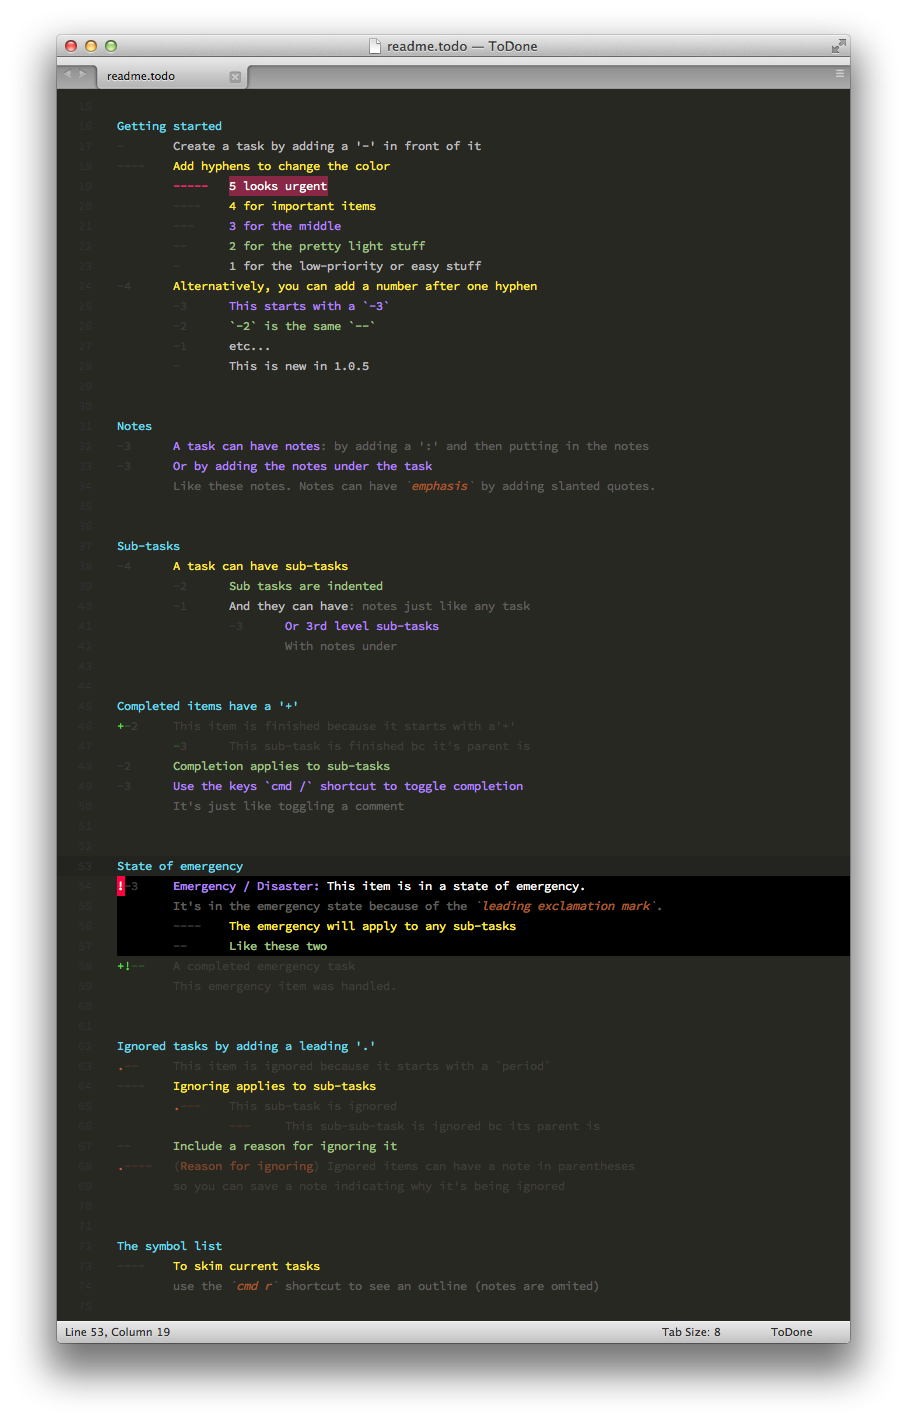 readme.todo — ToDone
readme.todo
15
16 Getting started
17 - Create a task by adding a '-' in front of it
18 ---- Add hyphens to change the color
19 ----- 5 looks urgent
20 ---- 4 for important items
21 --- 3 for the middle
22 -- 2 for the pretty light stuff
23 - 1 for the low-priority or easy stuff
24 -4 Alternatively, you can add a number after one hyphen
25 -3 This starts with a `-3`
26 -2 `-2` is the same `--`
27 -1 etc...
28 - This is new in 1.0.5
29
30
31 Notes
32 -3 A task can have notes: by adding a ':' and then putting in the notes
33 -3 Or by adding the notes under the task
34 Like these notes. Notes can have `emphasis` by adding slanted quotes.
35
36
37 Sub-tasks
38 -4 A task can have sub-tasks
39 -2 Sub tasks are indented
40 -1 And they can have: notes just like any task
41 -3 Or 3rd level sub-tasks
42 With notes under
43
44
45 Completed items have a '+'
46 +-2 This item is finished because it starts with a'+'
47 -3 This sub-task is finished bc it's parent is
48 -2 Completion applies to sub-tasks
49 -3 Use the keys `cmd /` shortcut to toggle completion
50 It's just like toggling a comment
51
52
53 State of emergency
54 !-3 Emergency / Disaster: This item is in a state of emergency.
55 It's in the emergency state because of the `leading exclamation mark`.
56 ---- The emergency will apply to any sub-tasks
57 -- Like these two
58 +!-- A completed emergency task
59 This emergency item was handled.
60
61
62 Ignored tasks by adding a leading '.'
63 .-- This item is ignored because it starts with a `period`
64 ---- Ignoring applies to sub-tasks
65 .--- This sub-task is ignored
66 --- This sub-sub-task is ignored bc its parent is
67 -- Include a reason for ignoring it
68 .---- (Reason for ignoring) Ignored items can have a note in parentheses
69 so you can save a note indicating why it's being ignored
70
71
72 The symbol list
73 ---- To skim current tasks
74 use the `cmd r` shortcut to see an outline (notes are omited)
75
Line 53, Column 19 Tab Size: 8 ToDone